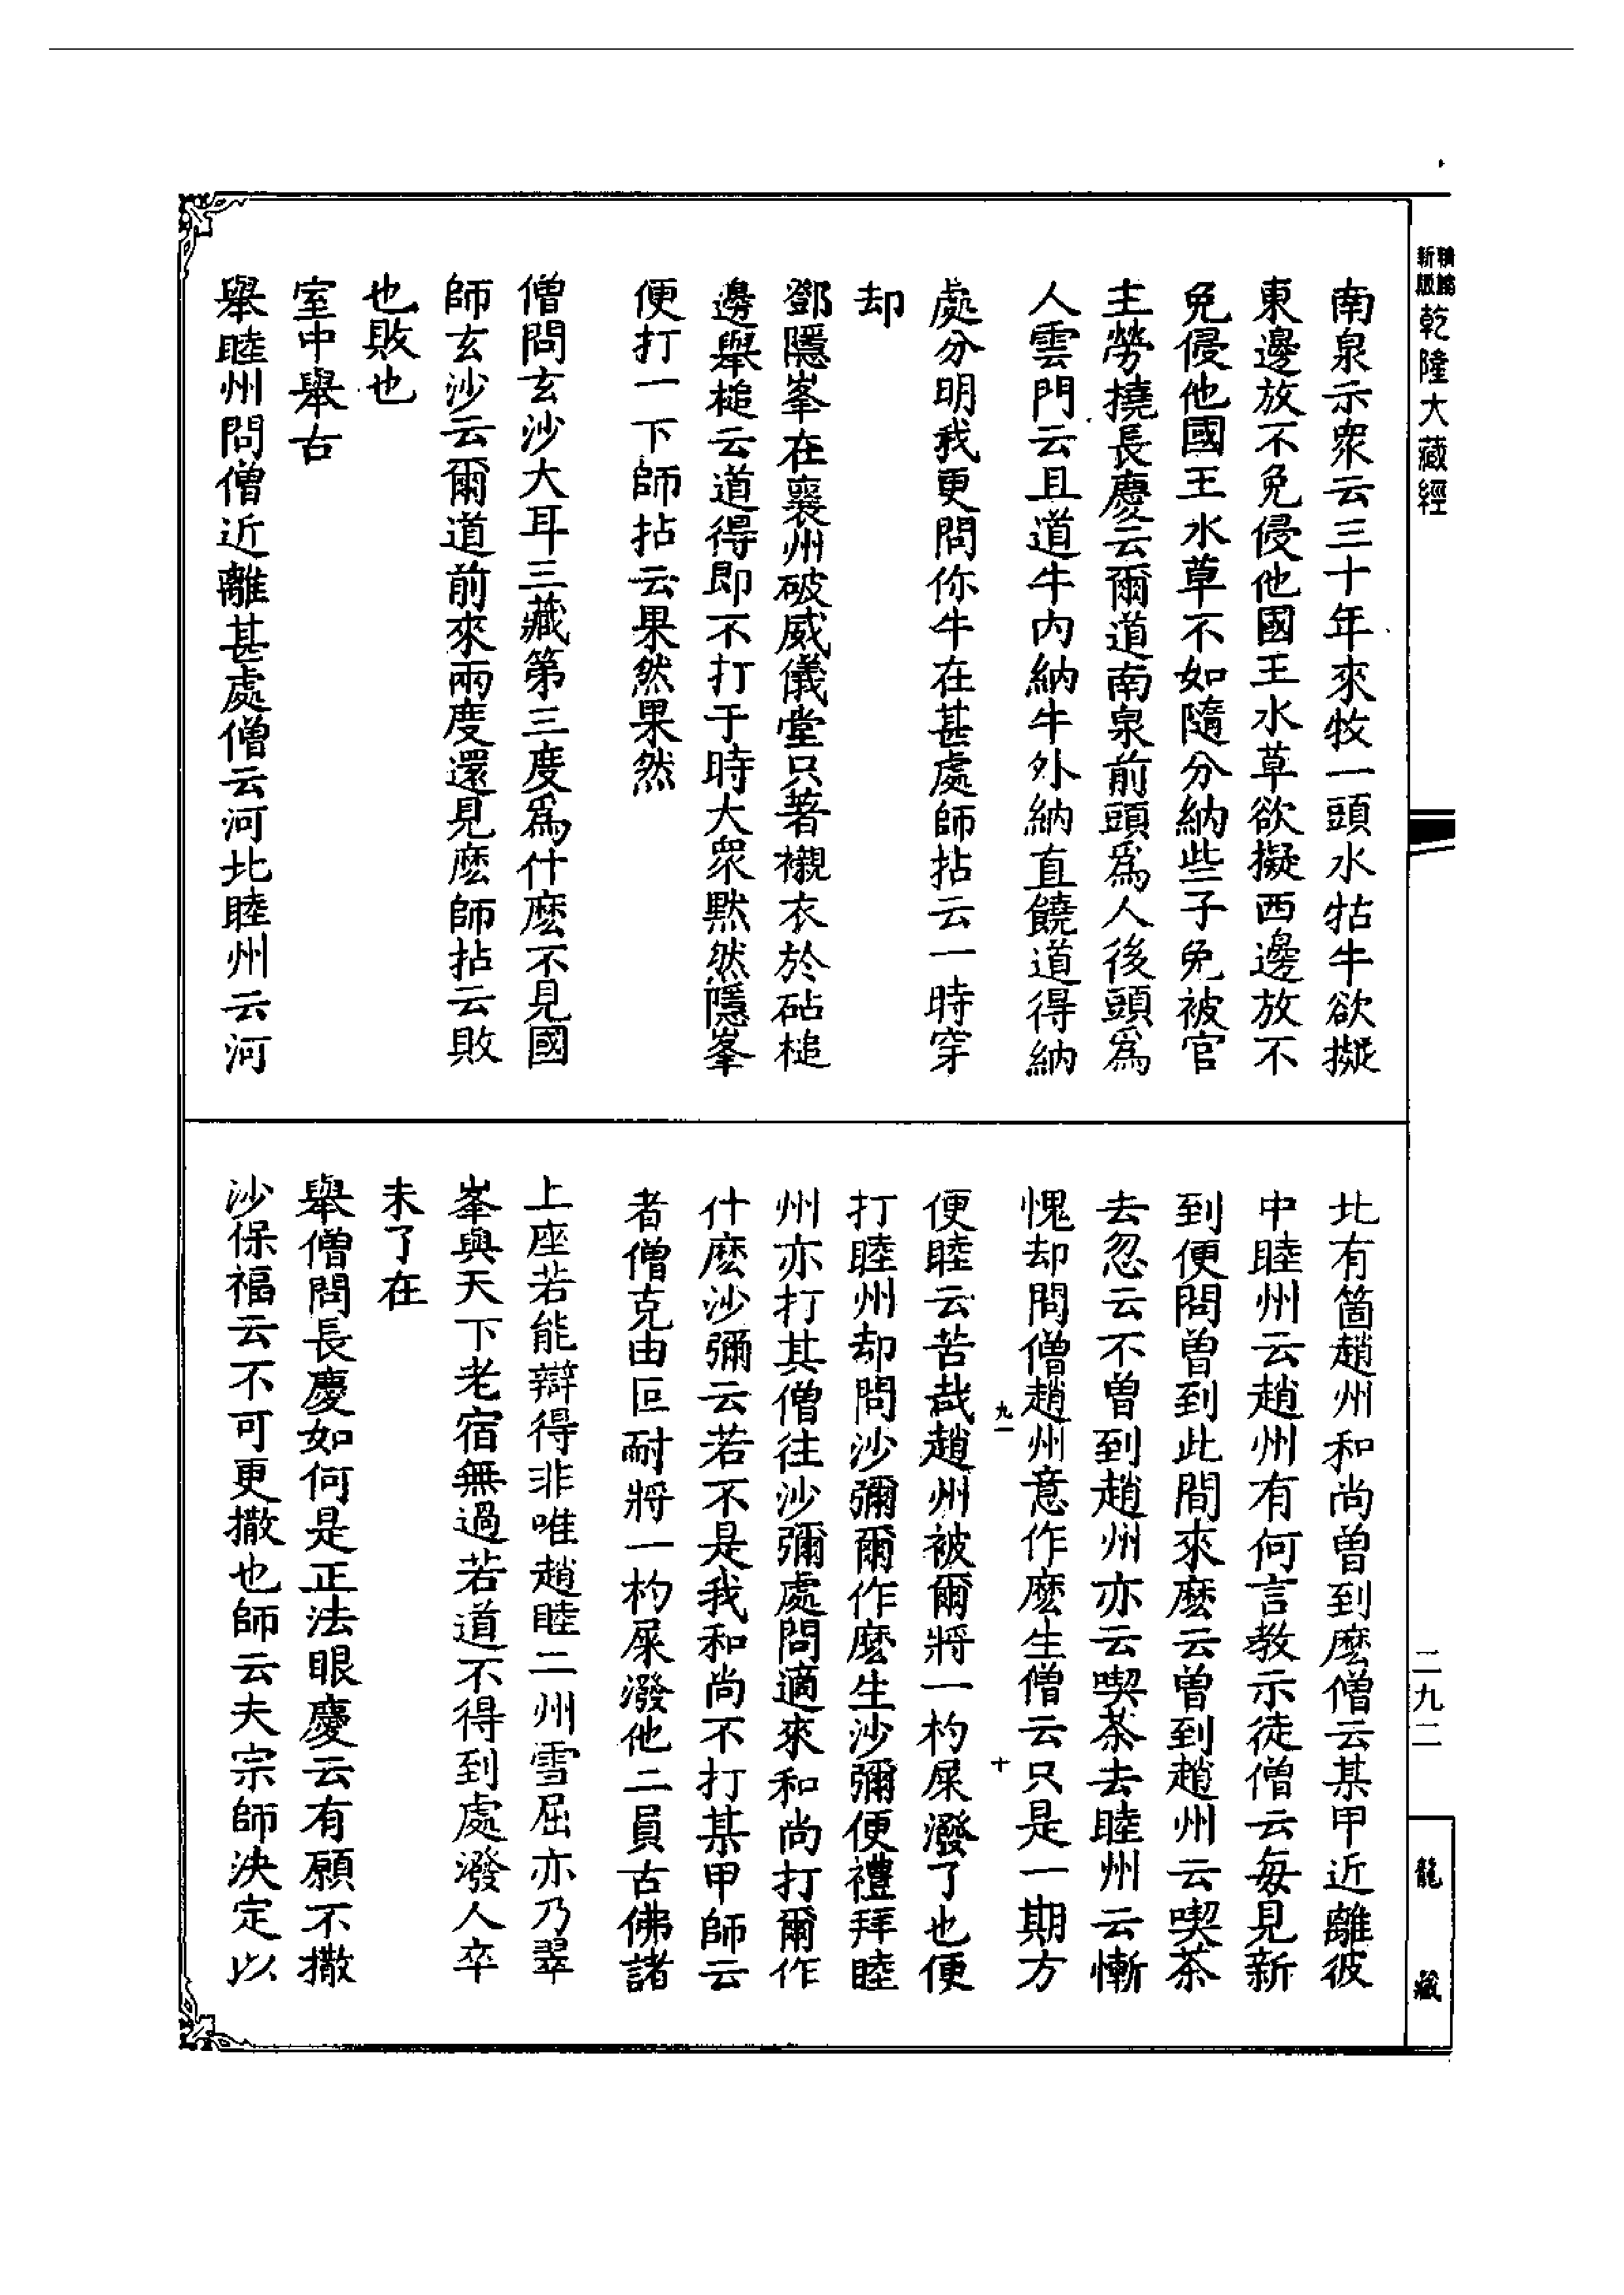 新編
縮版
乾隆大藏經
南泉示衆云三十年來牧一頭水牯牛欲擬
東邊放不免侵他國王水草欲擬西邊放不
免侵他國王水草不如隨分納些子免被官
主勞撓長慶云爾道南泉前頭爲人後頭爲
人雲門云且道牛內納牛外納直饒道得納
處分明我更問你牛在甚處師拈云一時穿
却
鄧隱峯在襄州破威儀堂只著襯衣於砧槌
邊舉槌云道得即不打于時大衆默然隱峯
便打一下師拈云果然果然
僧問玄沙大耳三藏第三度爲什麽不見國
師玄沙云爾道前來兩度還見麽師拈云敗
也敗也
室中舉古
舉睦州問僧近離甚處僧云河北睦州云河
北有箇趙州和尚曽到麽僧云某甲近離彼
中睦州云趙州有何言教示徒僧云每見新
到便問曽到此間來麽云曽到趙州云喫茶
去忽云不曽到趙州亦云喫茶去睦州云慚
愧却問僧趙州意作麽生僧云只是一期方
便睦云苦哉趙州被爾將一杓屎潑了也便
打睦州却問沙彌爾作麽生沙彌便禮拜睦
州亦打其僧往沙彌處問適來和尚打爾作
什麽沙彌云若不是我和尚不打某甲師云
者僧克由叵耐將一杓屎潑他二員古佛諸
上座若能辯得非唯趙睦二州雪屈亦乃翠
峯與天下老宿無過若道不得到處潑人卒
未了在
舉僧問長慶如何是正法眼慶云有願不撒
沙保福云不可更撒也師云夫宗師決定以
九一
十
二九二
龍藏